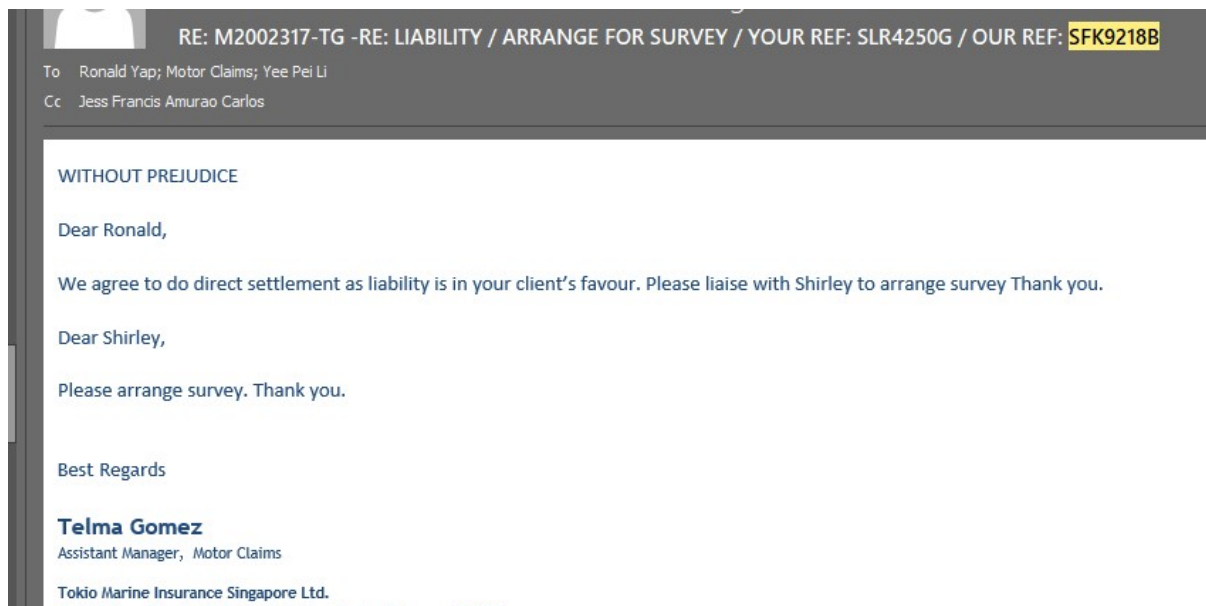 RE: M2002317-TG -RE: LIABILITY / ARRANGE FOR SURVEY / YOUR REF: SLR4250G / OUR REF: SFK9218B
To Ronald Yap; Motor Claims; Yee Pei Li
Cc Jess Francis Amurao Carlos
WITHOUT PREJUDICE
Dear Ronald,
We agree to do direct settlement as liability is in your client's favour. Please liaise with Shirley to arrange survey Thank you.
Dear Shirley,
Please arrange survey. Thank you.
Best Regards
Telma Gomez
Assistant Manager, Motor Claims
Tokio Marine Insurance Singapore Ltd.